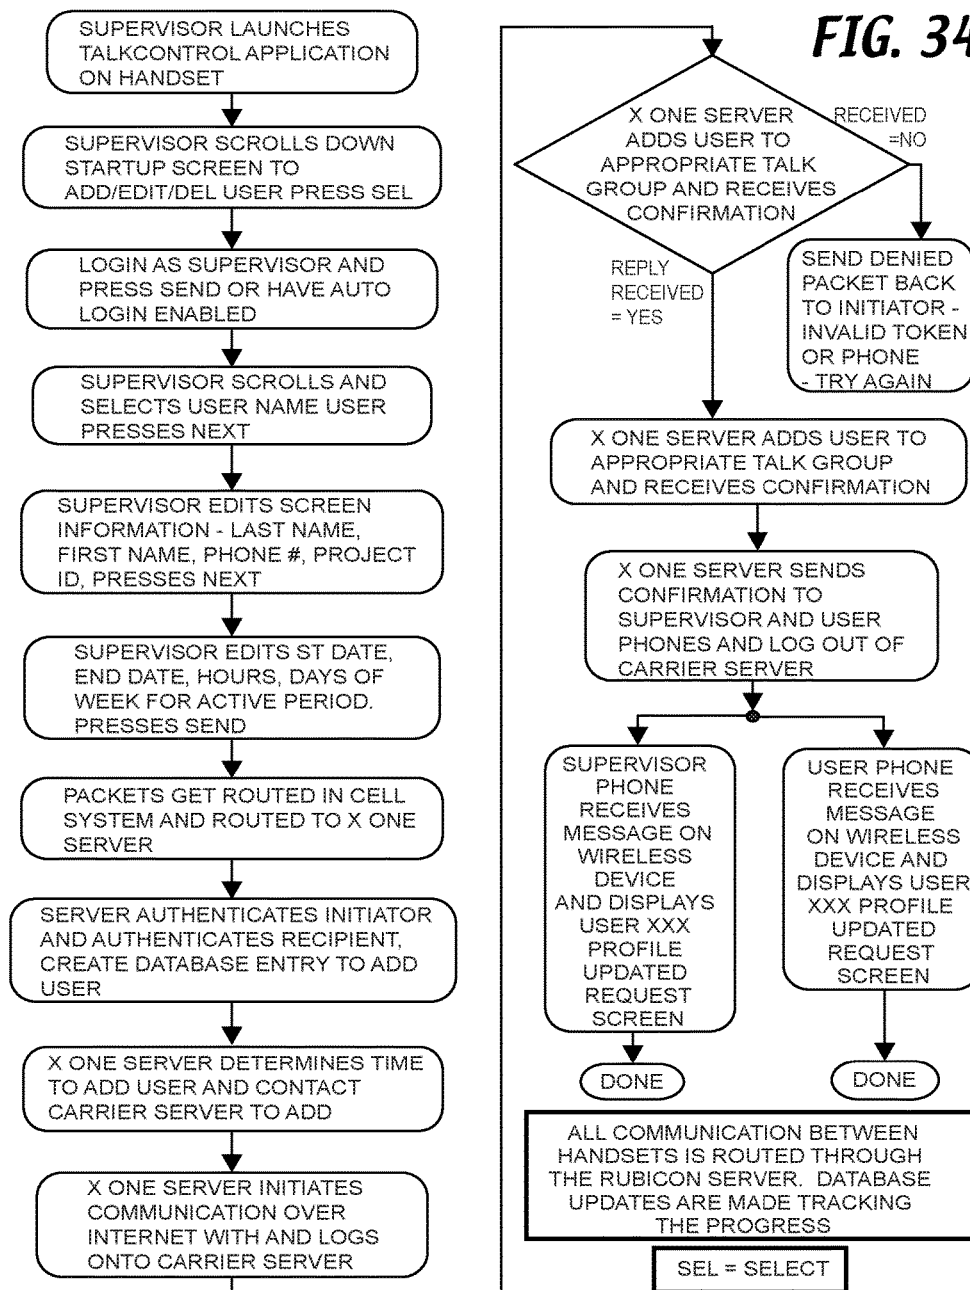 SUPERVISOR LAUNCHES
TALKCONTROL APPLICATION
ON HANDSET
SUPERVISOR SCROLLS DOWN
STARTUP SCREEN TO
ADD/EDIT/DEL USER PRESS SEL
LOGIN AS SUPERVISOR AND
PRESS SEND OR HAVE AUTO
LOGIN ENABLED
SUPERVISOR SCROLLS AND
SELECTS USER NAME USER
PRESSES NEXT
SUPERVISOR EDITS SCREEN
INFORMATION - LAST NAME,
FIRST NAME, PHONE #, PROJECT
ID, PRESSES NEXT
SUPERVISOR EDITS ST DATE,
END DATE, HOURS, DAYS OF
WEEK FOR ACTIVE PERIOD.
PRESSES SEND
PACKETS GET ROUTED IN CELL
SYSTEM AND ROUTED TO X ONE
SERVER
SERVER AUTHENTICATES INITIATOR
AND AUTHENTICATES RECIPIENT,
CREATE DATABASE ENTRY TO ADD
USER
X ONE SERVER DETERMINES TIME
TO ADD USER AND CONTACT
CARRIER SERVER TO ADD
X ONE SERVER INITIATES
COMMUNICATION OVER
INTERNET WITH AND LOGS
ONTO CARRIER SERVER
FIG. 34
X ONE SERVER
ADDS USER TO
APPROPRIATE TALK
GROUP AND RECEIVES
CONFIRMATION
RECEIVED
=NO
SEND DENIED
PACKET BACK
TO INITIATOR -
INVALID TOKEN
OR PHONE
- TRY AGAIN
REPLY
RECEIVED
= YES
X ONE SERVER ADDS USER TO
APPROPRIATE TALK GROUP
AND RECEIVES CONFIRMATION
X ONE SERVER SENDS
CONFIRMATION TO
SUPERVISOR AND USER
PHONES AND LOG OUT OF
CARRIER SERVER
SUPERVISOR
PHONE
RECEIVES
MESSAGE ON
WIRELESS
DEVICE
AND DISPLAYS
USER XXX
PROFILE
UPDATED
REQUEST
SCREEN
DONE
USER PHONE
RECEIVES
MESSAGE
ON WIRELESS
DEVICE AND
DISPLAYS USER
XXX PROFILE
UPDATED
REQUEST
SCREEN
DONE
ALL COMMUNICATION BETWEEN
HANDSETS IS ROUTED THROUGH
THE RUBICON SERVER. DATABASE
UPDATES ARE MADE TRACKING
THE PROGRESS
SEL = SELECT